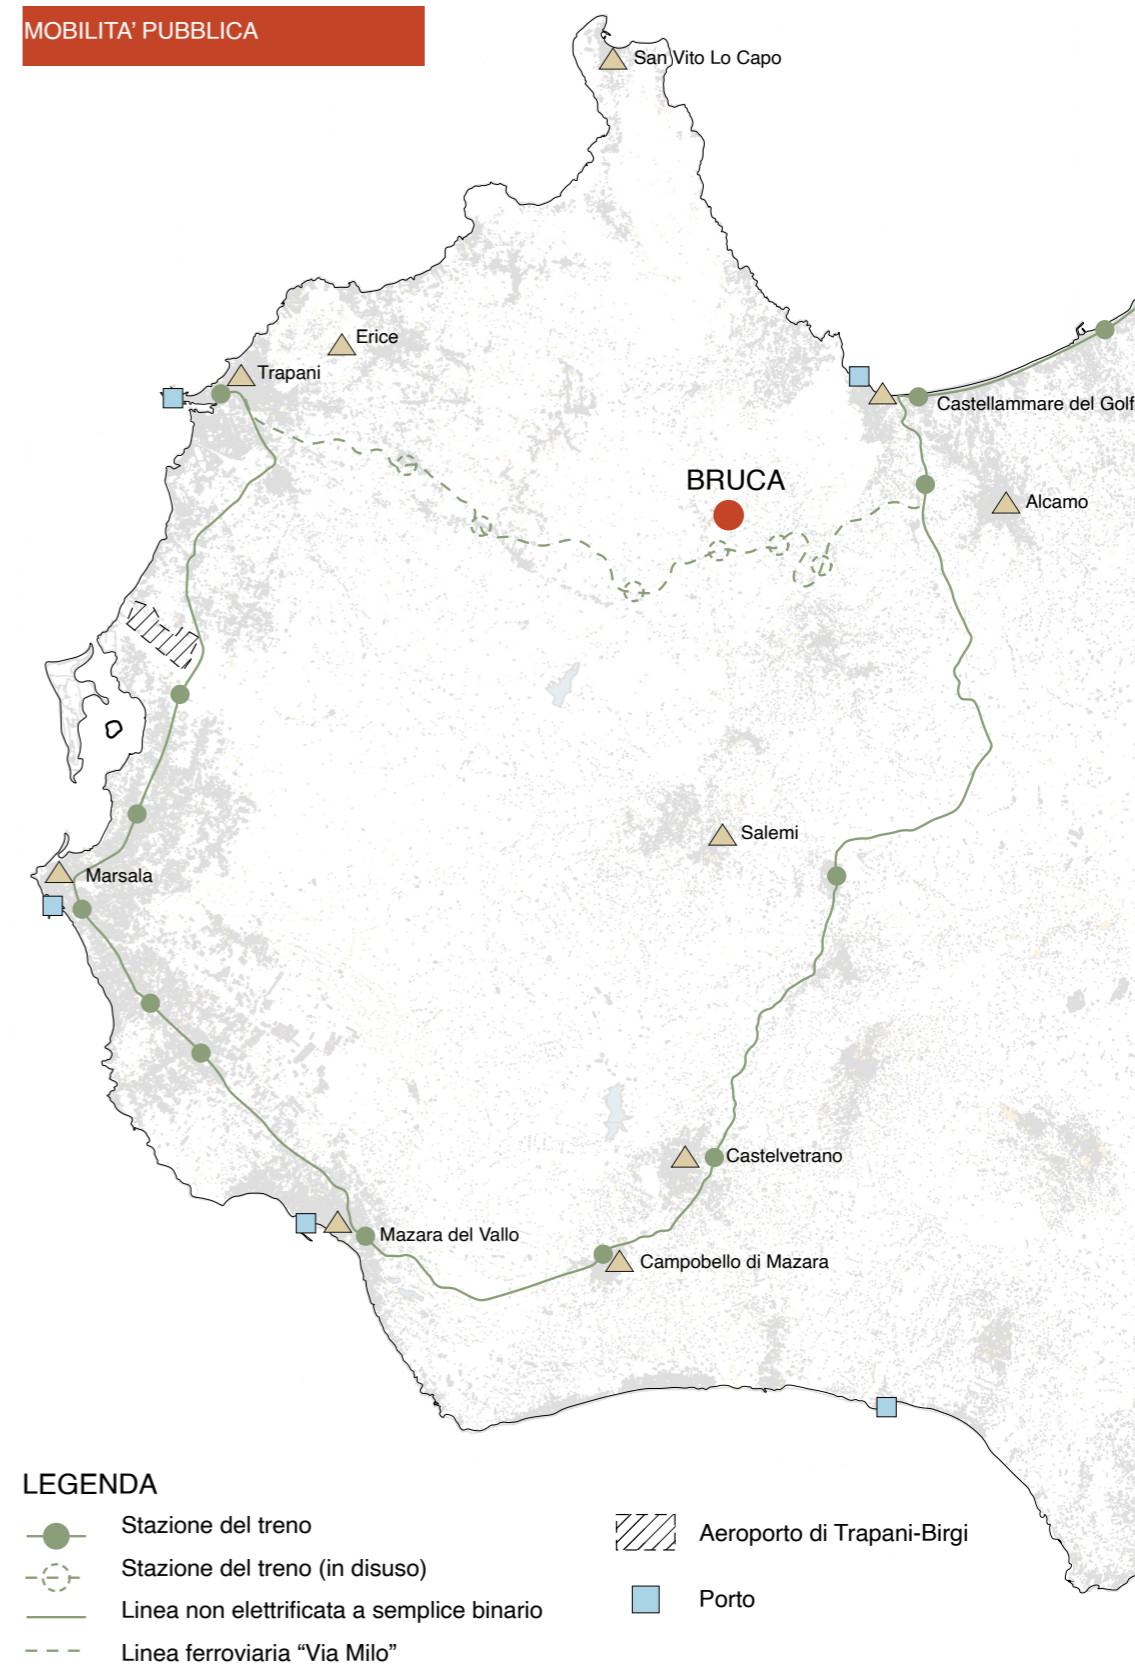 MOBILITA’ PUBBLICA
San Vito Lo Capo
Erice
Trapani
Castellammare del Golf
BRUCA
Alcamo
Salemi
Marsala
Castelvetrano
Mazara del Vallo
Campobello di Mazara
LEGENDA
Stazione del treno
Stazione del treno (in disuso)
Linea non elettrificata a semplice binario
Linea ferroviaria “Via Milo”
Aeroporto di Trapani-Birgi
Porto